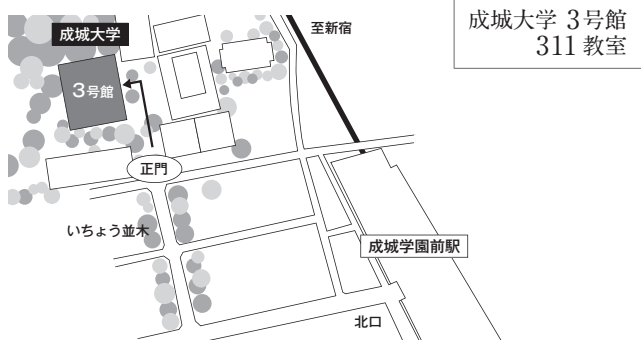 成城大学 3号館
311 教室
成城大学
至新宿
3号館
正門
いちょう並木
成城学園前駅
北口